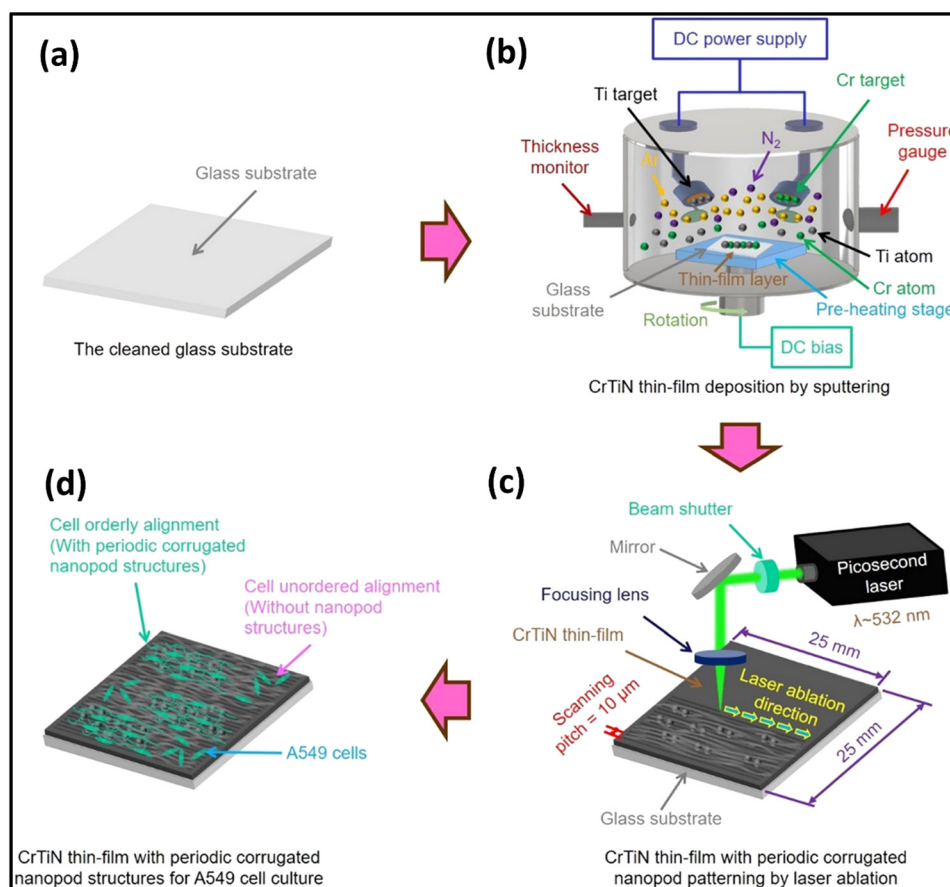 (a)
Glass substrate
The cleaned glass substrate
(b)
DC power supply
Ti target
Cr target
Thickness
monitor
Ar
N2
Pressure
gauge
Ti atom
Thin-film layer
Glass
substrate
Cr atom
Pre-heating stage
Rotation
DC bias
CrTiN thin-film deposition by sputtering
(d)
Cell orderly alignment
(With periodic corrugated
nanopod structures)
Cell unordered alignment
(Without nanopod
structures)
A549 cells
CrTiN thin-film with periodic corrugated
nanopod structures for A549 cell culture
(c)
Beam shutter
Mirror
Picosecond
laser
Focusing lens
λ~532 nm
CrTiN thin-film
25 mm
Laser ablation
direction
Scanning
pitch = 10 µm
25 mm
Glass substrate
CrTiN thin-film with periodic corrugated
nanopod patterning by laser ablation